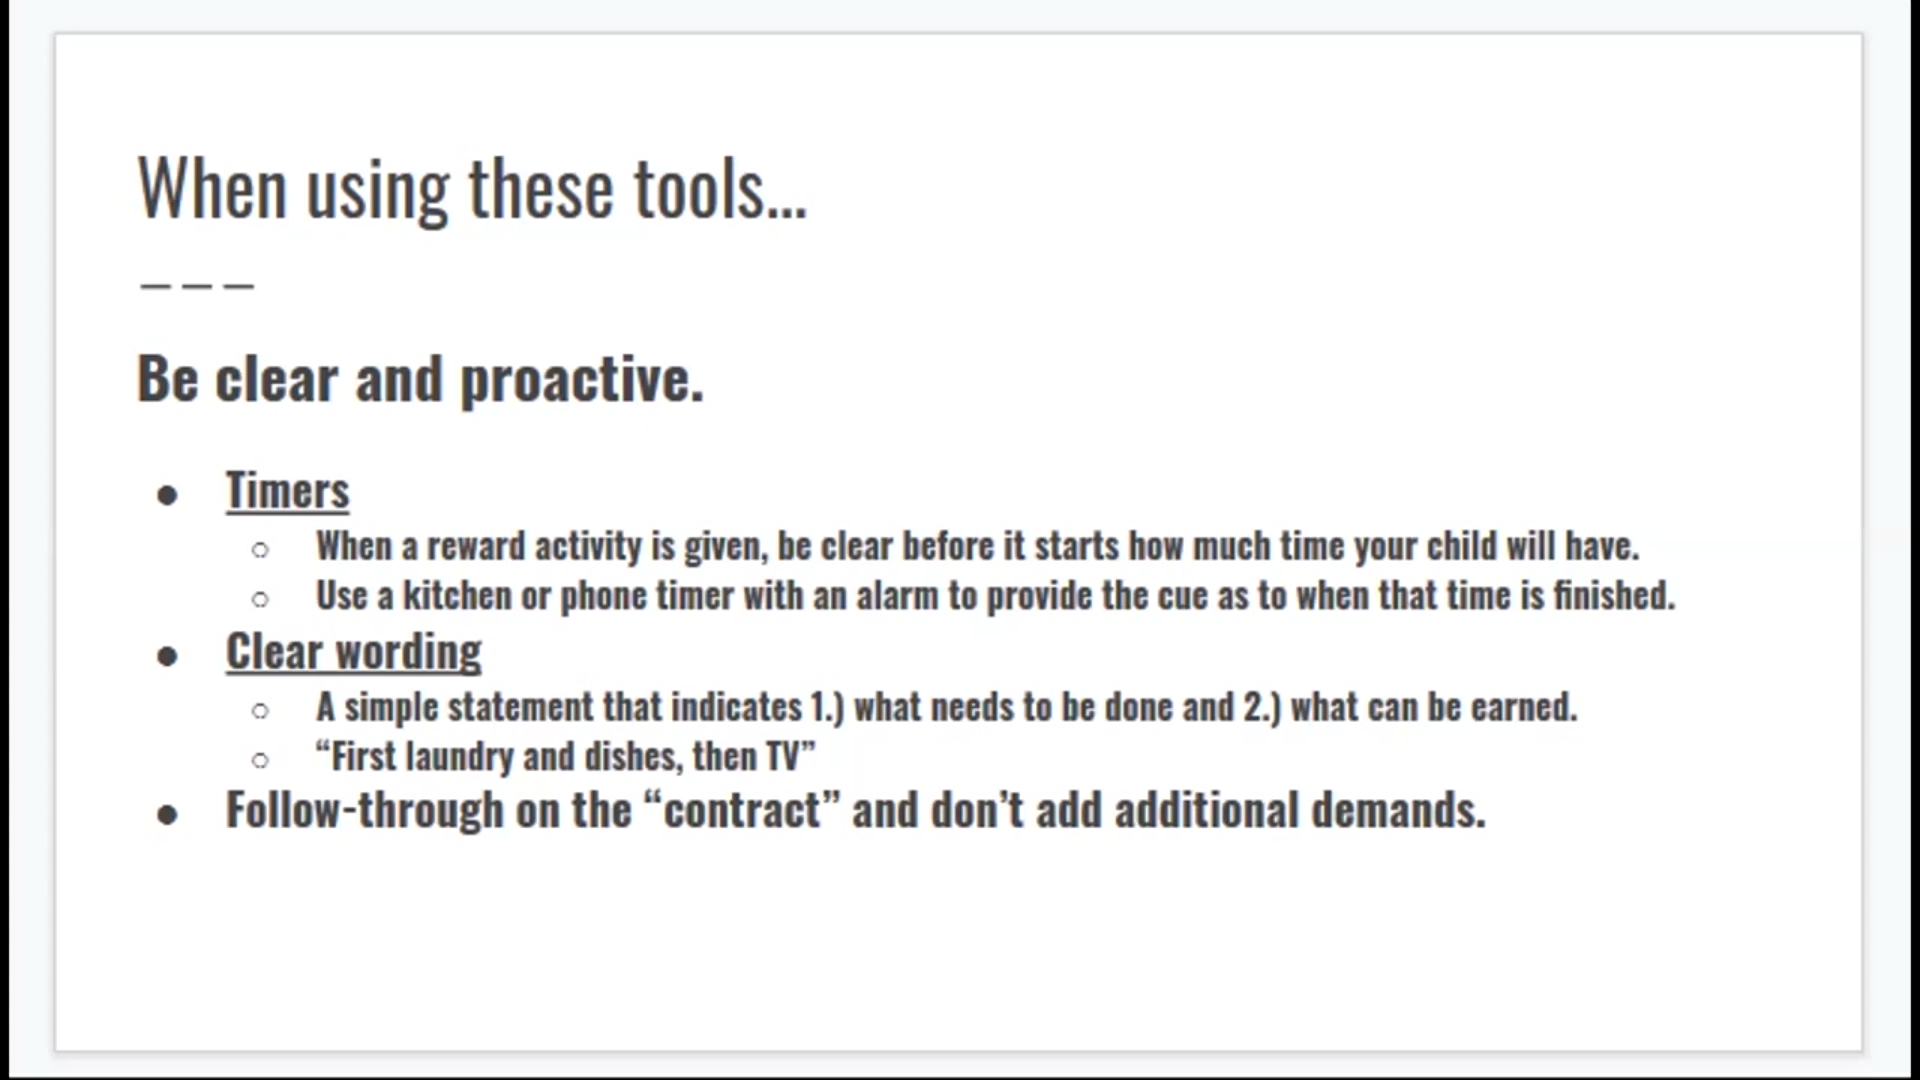 When using these tools...
Be clear and proactive.
● Timers
○ When a reward activity is given, be clear before it starts how much time your child will have.
○ Use a kitchen or phone timer with an alarm to provide the cue as to when that time is finished.
● Clear wording
○ A simple statement that indicates 1.) what needs to be done and 2.) what can be earned.
○ “First laundry and dishes, then TV”
● Follow-through on the “contract” and don’t add additional demands.